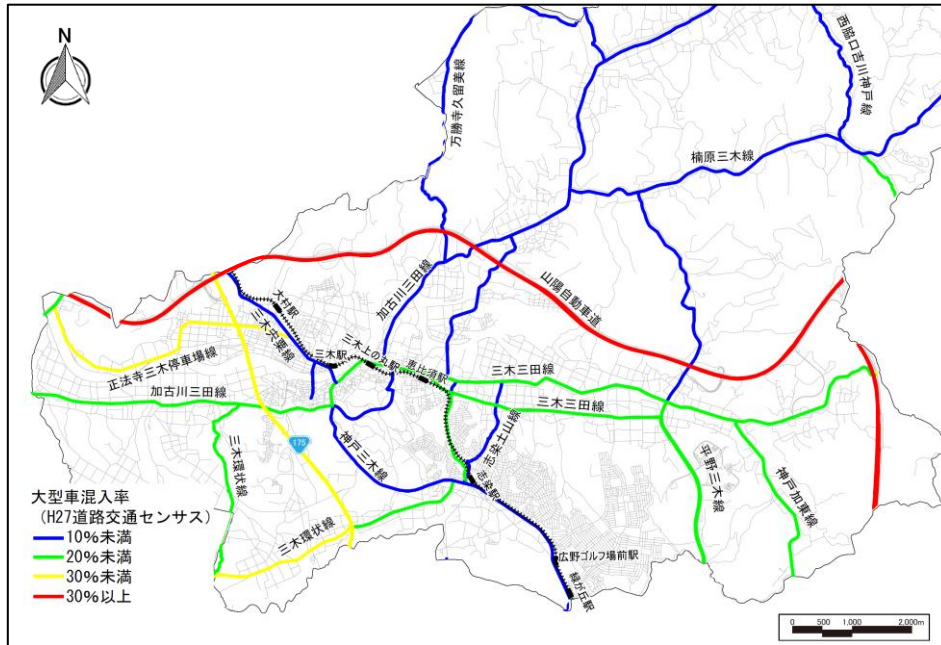 N
万勝寺久留美線
西脇口吉川神戸線
楠原三木線
加古川三田線
山陽自動車道
大村駅
三木宍粟線
三木駅
三木上の丸駅
恵比須駅
正法寺三木停車場線
加古川三田線
三木三田線
三木三田線
175
三木環状線
神戸三木線
志染土山線
志染駅
平野三木線
神戸加東線
三木環状線
広野ゴルフ場前駅
緑が丘駅
大型車混入率
(H27道路交通センサス)
10%未満
20%未満
30%未満
30%以上
0 500 1,000 2,000m